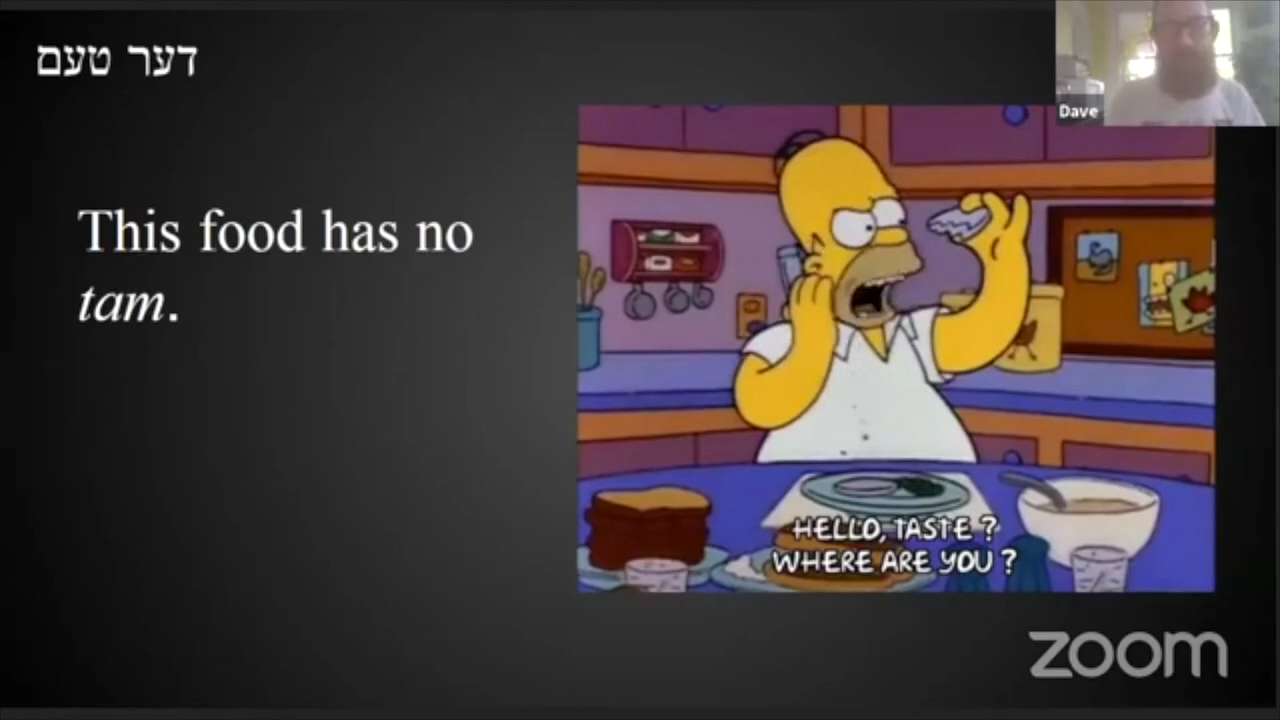 דער טעם
Dave
This food has no
tam.
HELLO, TASTE?
WHERE ARE YOU?
zoom